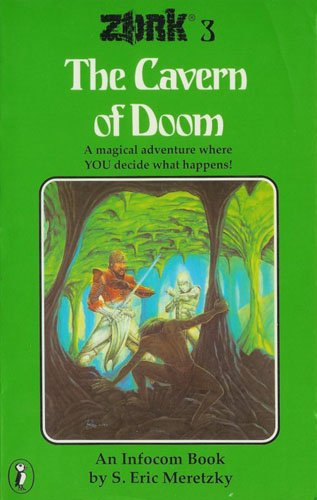 ZORK® 3
The Cavern
of Doom
A magical adventure where
YOU decide what happens!
An Infocom Book
by S. Eric Meretzky